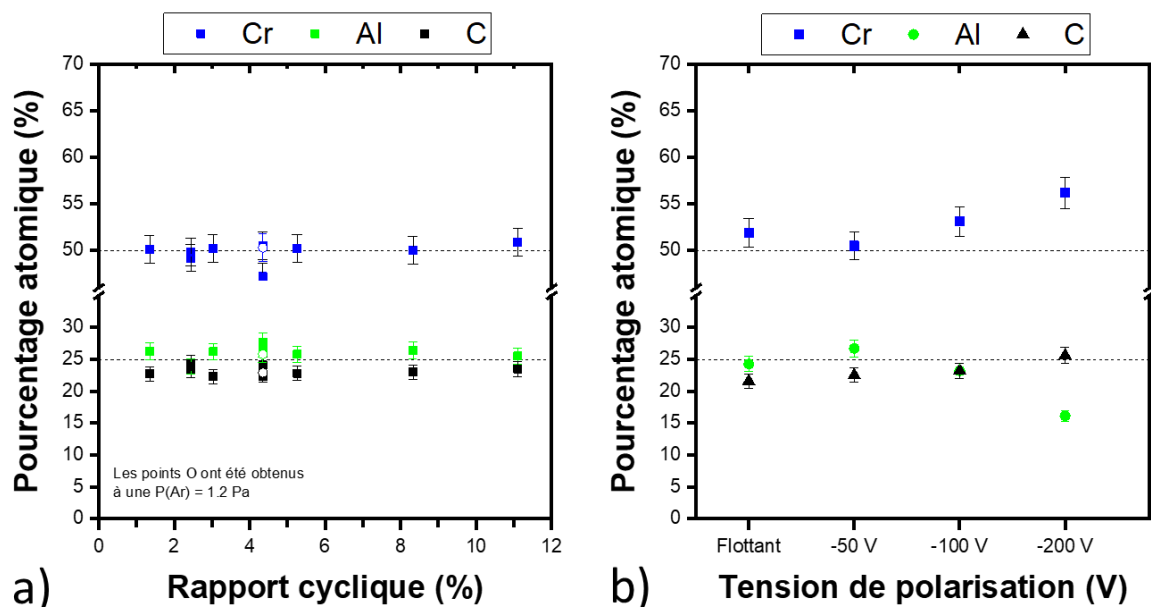 Cr Al C
Pourcentage atomique (%)
70
65
60
55
50
30
25
20
15
10
5
0
Les points O ont été obtenus
à une P(Ar) = 1.2 Pa
0 2 4 6 8 10 12
a) Rapport cyclique (%)
Cr Al C
Pourcentage atomique (%)
70
65
60
55
50
30
25
20
15
10
5
0
Flottant -50 V -100 V -200 V
b) Tension de polarisation (V)